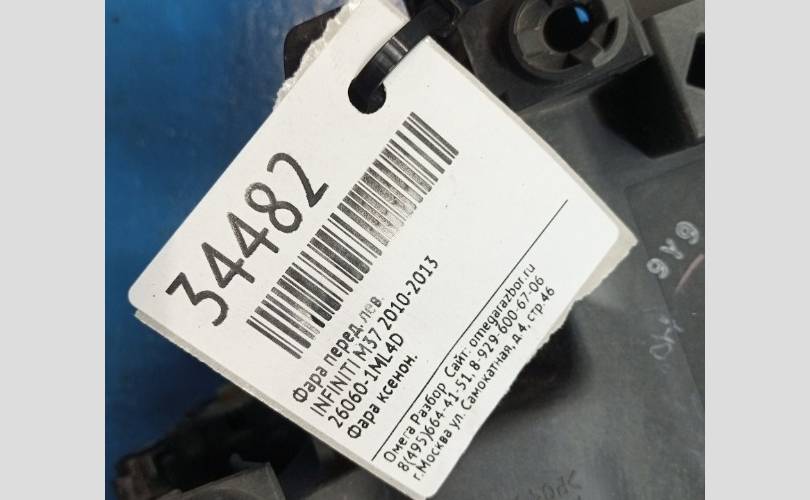 34482
Фара перед. лев.
INFINITI M37 2010-2013
26060-1ML4D
Фара ксенон.
Омега Разбор Сайт: omegarazbor.ru
8(495)664-41-51, 8-929-600-67-06
г.Москва ул. Самокатная, д.4, стр.46